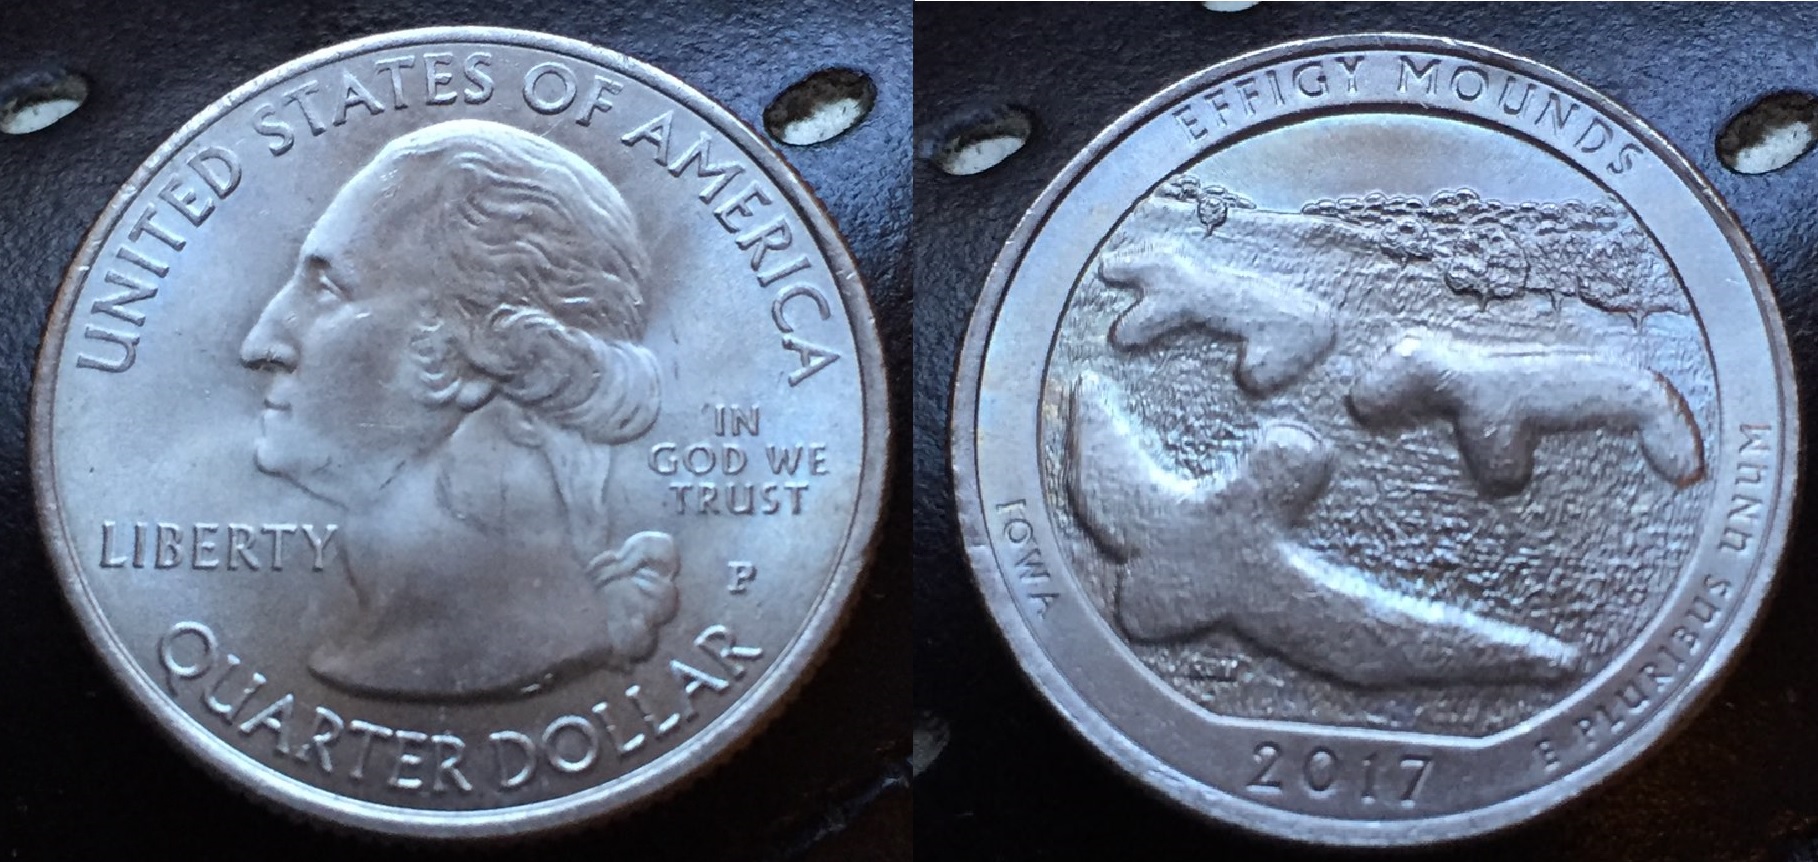 UNITED STATES OF AMERICA
LIBERTY
IN
GOD WE
TRUST
P
QUARTER DOLLAR
EFFIGY MOUNDS
IOWA
2017
E PLURIBUS UNUM